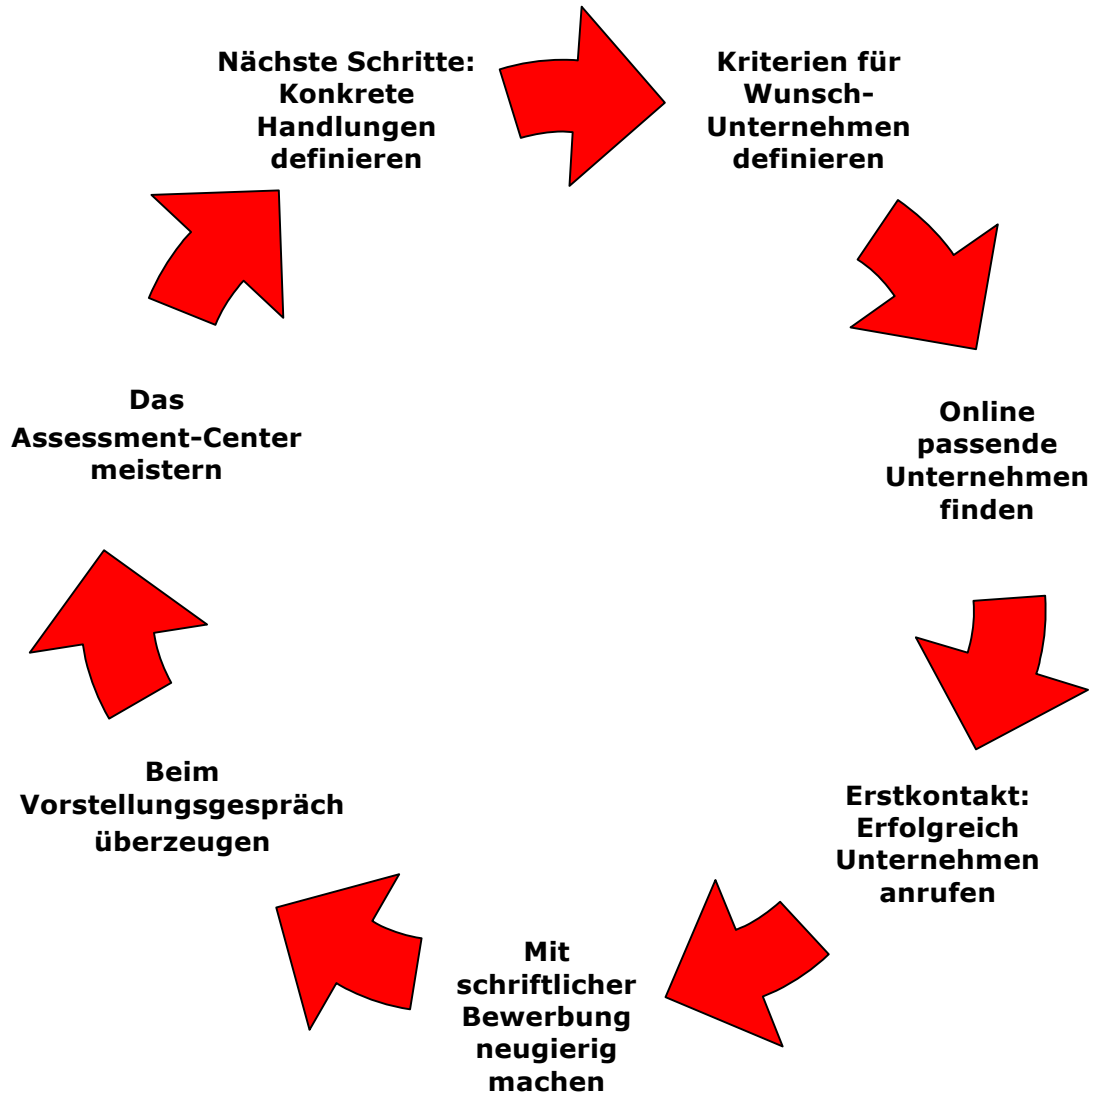 Nächste Schritte:
Konkrete
Handlungen
definieren
Kriterien für
Wunsch-
Unternehmen
definieren
Online
passende
Unternehmen
finden
Erstkontakt:
Erfolgreich
Unternehmen
anrufen
Mit
schriftlicher
Bewerbung
neugierig
machen
Beim
Vorstellungsgespräch
überzeugen
Das
Assessment-Center
meistern